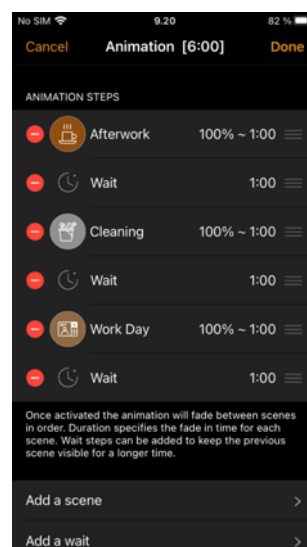 No SIM 9.20 82 %
Cancel Animation [6:00] Done
ANIMATION STEPS
Afterwork 100% ~ 1:00
Wait 1:00
Cleaning 100% ~ 1:00
Wait 1:00
Work Day 100% ~ 1:00
Wait 1:00
Once activated the animation will fade between scenes
in order. Duration specifies the fade in time for each
scene. Wait steps can be added to keep the previous
scene visible for a longer time.
Add a scene
Add a wait